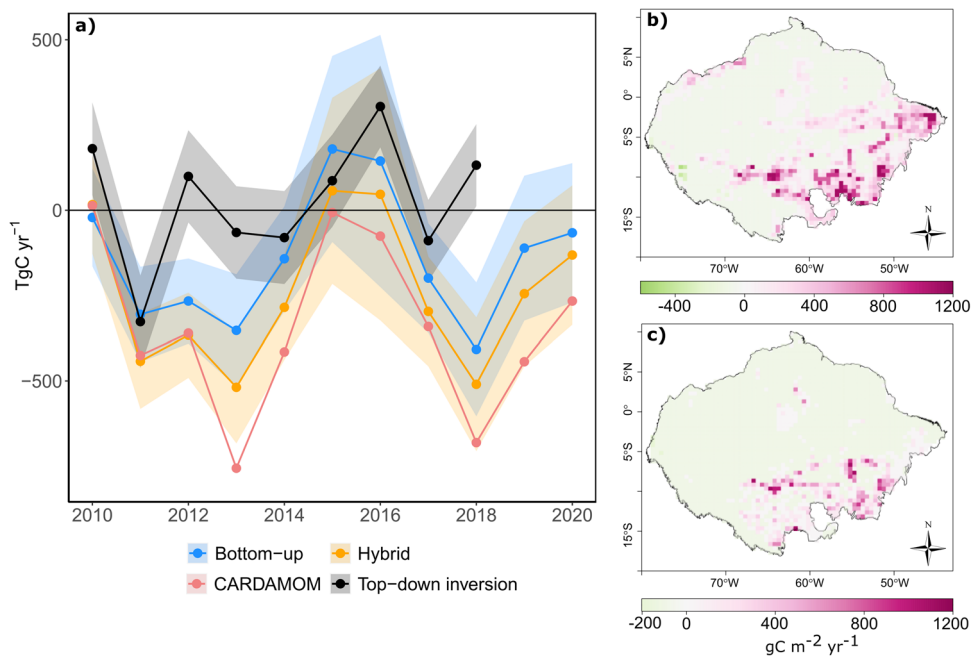 a)
500
0
−500
TgC yr−1
2010
2012
2014
2016
2018
2020
Bottom−up
Hybrid
CARDAMOM
Top−down inversion
b)
5°N
0°
5°S
15°S
N
70°W
60°W
50°W
-400
0
400
800
1200
c)
5°N
0°
5°S
15°S
N
70°W
60°W
50°W
-200
0
400
800
1200
gC m−2 yr−1